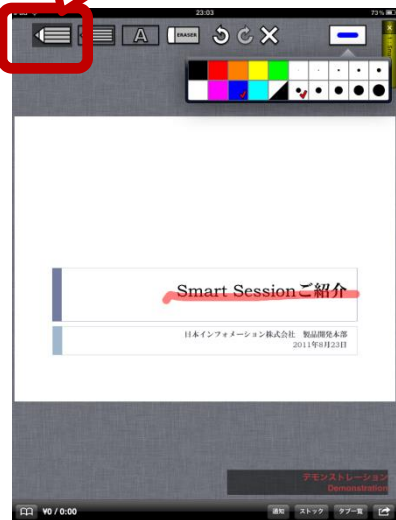 23:03
73%
A
ERASER
Smart Sessionご紹介
日本インフォメーション株式会社 製品開発本部
2011年8月23日
デモンストレーション
Demonstration
¥0 / 0:00
通知
ストック
タブ一覧